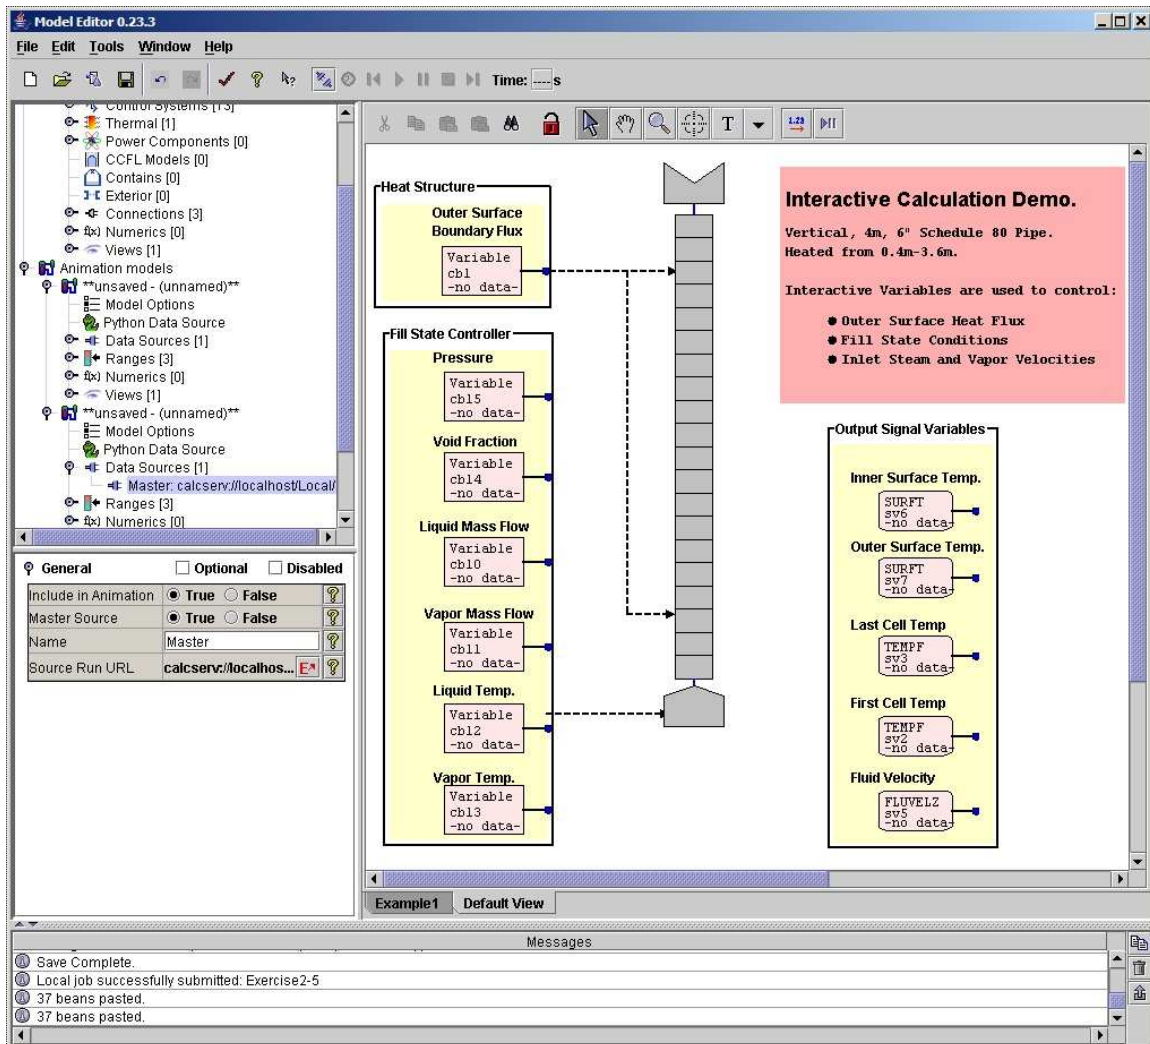 Model Editor 0.23.3
File Edit Tools Window Help
Time: ----s
Control Systems [13]
Thermal [1]
Power Components [0]
CCFL Models [0]
Contains [0]
Exterior [0]
Connections [3]
f(x) Numerics [0]
Views [1]
Animation models
**unsaved - (unnamed)**
Model Options
Python Data Source
Data Sources [1]
Ranges [3]
f(x) Numerics [0]
Views [1]
**unsaved - (unnamed)**
Model Options
Python Data Source
Data Sources [1]
Master: calcserv://localhost/Local/
Ranges [3]
f(x) Numerics [0]
General Optional Disabled
Include in Animation True False ?
Master Source True False ?
Name Master ?
Source Run URL calcserv://localhos... E ?
T
1.23
Heat Structure
Outer Surface
Boundary Flux
Variable
cb1
-no data-
Fill State Controller
Pressure
Variable
cb15
-no data-
Void Fraction
Variable
cb14
-no data-
Liquid Mass Flow
Variable
cb10
-no data-
Vapor Mass Flow
Variable
cb11
-no data-
Liquid Temp.
Variable
cb12
-no data-
Vapor Temp.
Variable
cb13
-no data-
Interactive Calculation Demo.
Vertical, 4m, 6" Schedule 80 Pipe.
Heated from 0.4m-3.6m.
Interactive Variables are used to control:
● Outer Surface Heat Flux
● Fill State Conditions
● Inlet Steam and Vapor Velocities
Output Signal Variables
Inner Surface Temp.
SURFT
sv6
-no data-
Outer Surface Temp.
SURFT
sv7
-no data-
Last Cell Temp
TEMPF
sv3
-no data-
First Cell Temp
TEMPF
sv2
-no data-
Fluid Velocity
FLUVELZ
sv5
-no data-
Example1 Default View
Messages
Save Complete.
Local job successfully submitted: Exercise2-5
37 beans pasted.
37 beans pasted.